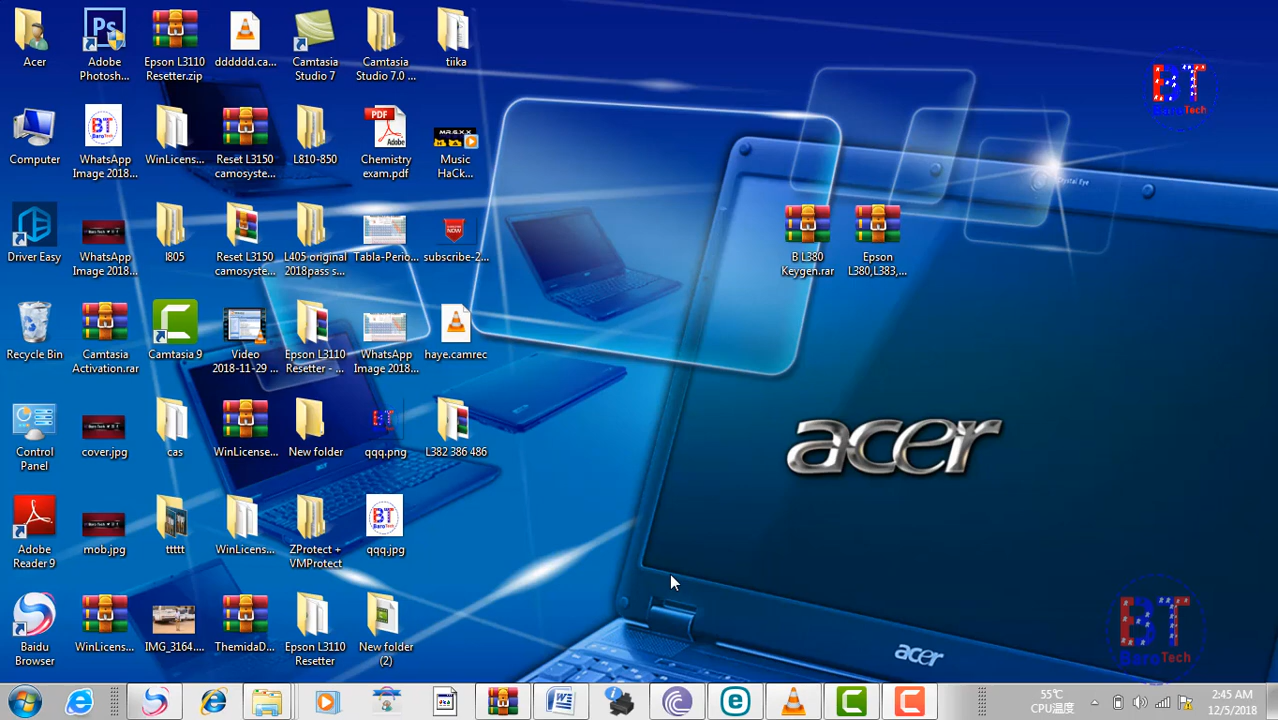 Acer
Adobe
Photosh...
Epson L3110
Resetter.zip
dddddd.ca...
Camtasia
Studio 7
Camtasia
Studio 7.0 ...
tiika
Computer
WhatsApp
Image 2018...
WinLicens...
Reset L3150
camosyste...
L810-850
Chemistry
exam.pdf
Music
HaCk...
Driver Easy
WhatsApp
Image 2018...
l805
Reset L3150
camosyste...
L405 original
2018pass s...
Tabla-Perio...
subscribe-2...
B L380
Keygen.rar
Epson
L380,L383,...
Recycle Bin
Camtasia
Activation.rar
Camtasia 9
Video
2018-11-29 ...
Epson L3110
Resetter - ...
WhatsApp
Image 2018...
haye.camrec
Control
Panel
cover.jpg
cas
WinLicense...
New folder
qqq.png
L382 386 486
Adobe
Reader 9
mob.jpg
ttttt
WinLicens...
ZProtect +
VMProtect
qqq.jpg
Baidu
Browser
WinLicens...
IMG_3164....
ThemidaD...
Epson L3110
Resetter
New folder
(2)
BT
BaroTech
Crystal Eye
acer
acer
BT
BaroTech
55℃
CPU温度
2:45 AM
12/5/2018